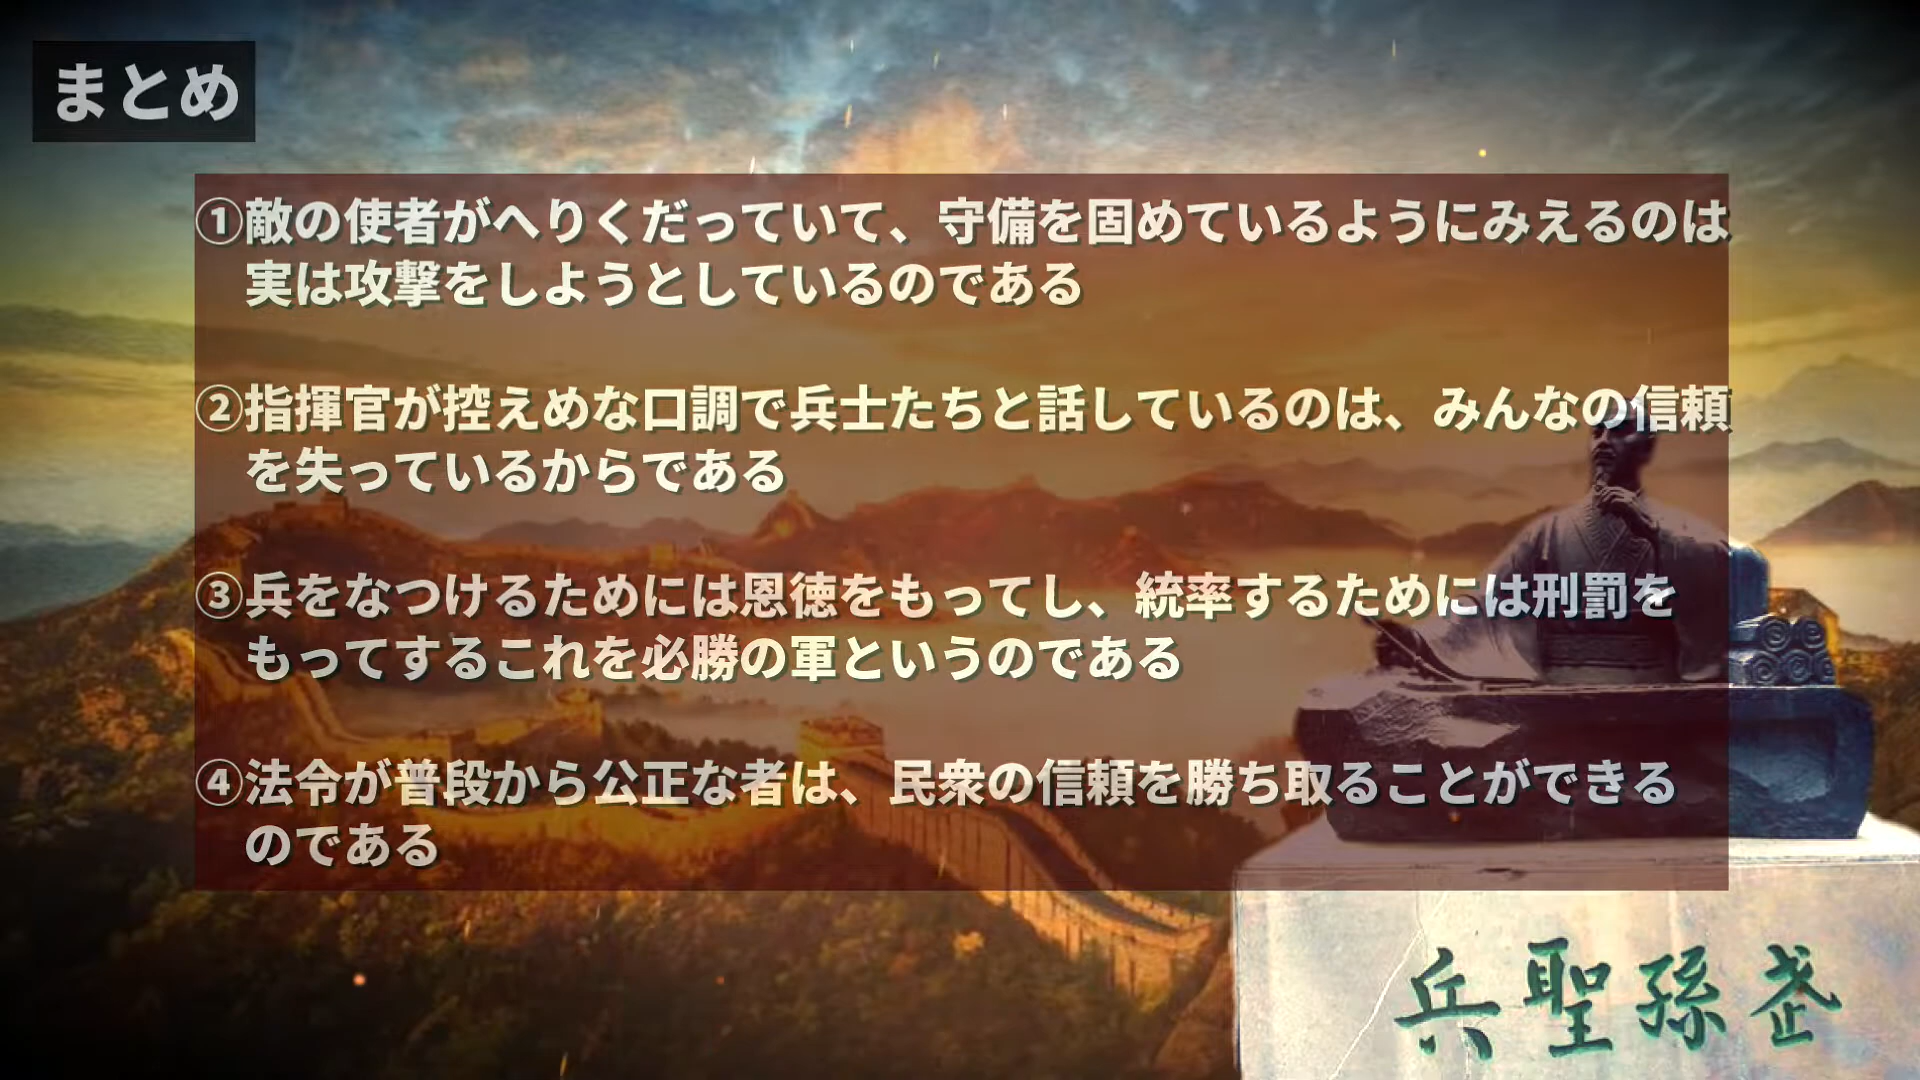 まとめ
①敵の使者がへりくだっていて、守備を固めているようにみえるのは
実は攻撃をしようとしているのである
②指揮官が控えめな口調で兵士たちと話しているのは、みんなの信頼
を失っているからである
③兵をなつけるためには恩徳をもってし、統率するためには刑罰を
もってするこれを必勝の軍というのである
④法令が普段から公正な者は、民衆の信頼を勝ち取ることができる
のである
兵聖孫武